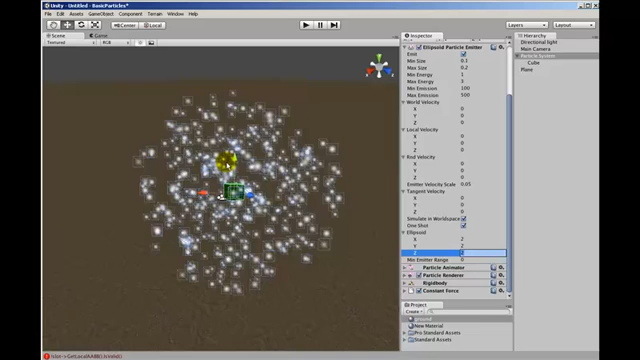 Unity - Untitled - BasicParticles*
File Edit Assets GameObject Component Terrain Window Help
Center Local Layers Layout
Scene Game
Textured RGB
Inspector
Ellipsoid Particle Emitter
Emit
Min Size 0.1
Max Size 0.2
Min Energy 1
Max Energy 3
Min Emission 100
Max Emission 500
World Velocity
X 0
Y 0
Z 0
Local Velocity
X 0
Y 0
Z 0
Rnd Velocity
X 0
Y 0
Z 0
Emitter Velocity Scale 0.05
Tangent Velocity
X 0
Y 0
Z 0
Simulate in Worldspace
One Shot
Ellipsoid
X 2
Y 2
Z
Min Emitter Range 0
Particle Animator
Particle Renderer
Rigidbody
Constant Force
Hierarchy
Directional light
Main Camera
Particle System
Cube
Plane
Project
Create
New Material
Pro Standard Assets
Standard Assets